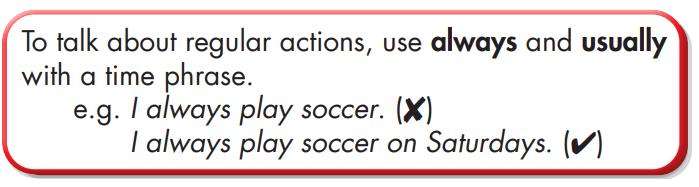 To talk about regular actions, use always and usually
with a time phrase.
e.g. I always play soccer. (✘)
I always play soccer on Saturdays. (✔)